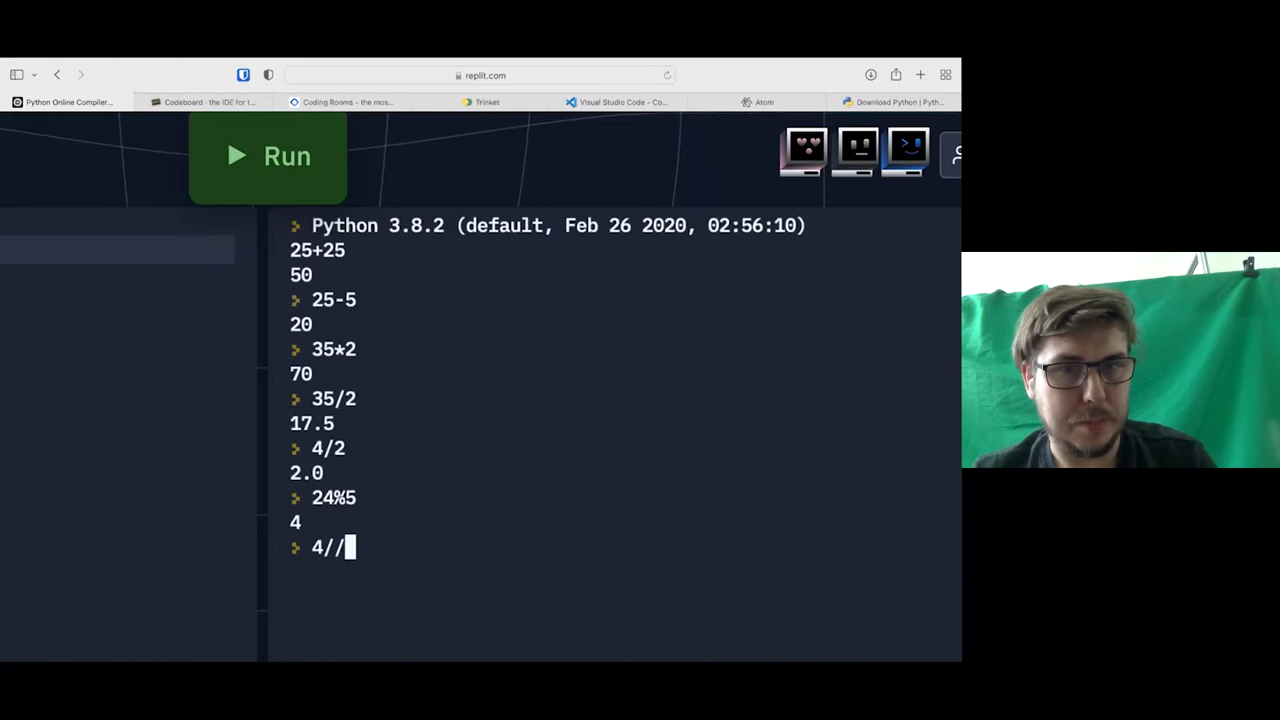 replit.com
Python Online Compiler...
Codeboard - the IDE for t...
Coding Rooms - the mos...
Trinket
Visual Studio Code - Co...
Atom
Download Python | Pyth...
Run
Python 3.8.2 (default, Feb 26 2020, 02:56:10)
25+25
50
25-5
20
35*2
70
35/2
17.5
4/2
2.0
24%5
4
4//